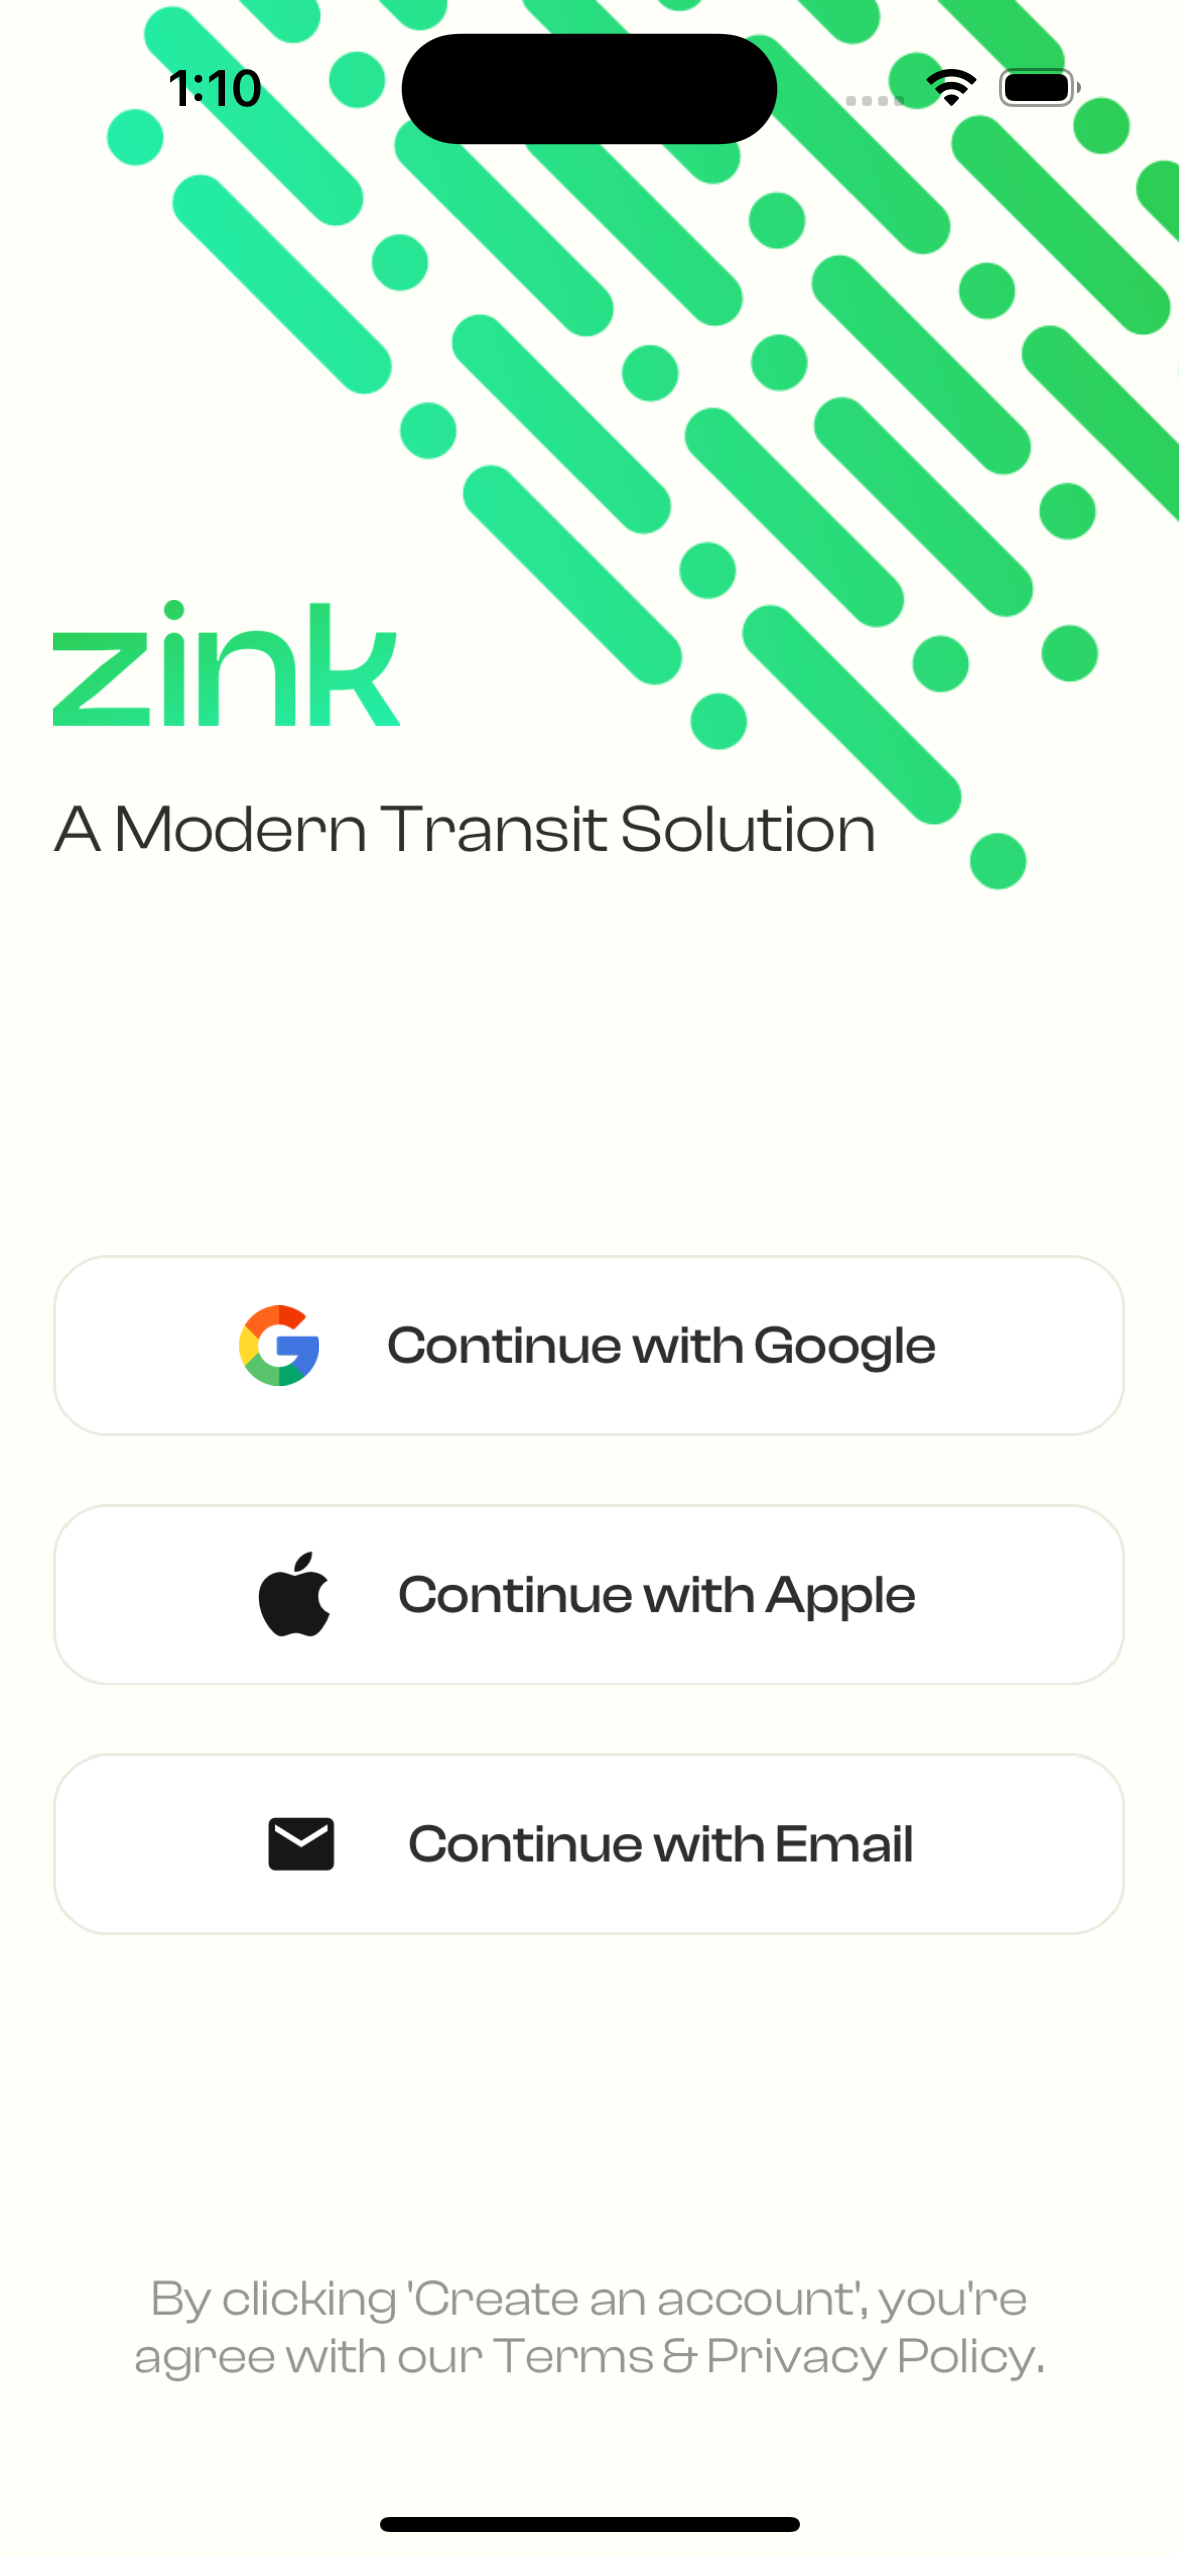 1:10
zink
A Modern Transit Solution
Continue with Google
Continue with Apple
Continue with Email
By clicking 'Create an account', you're
agree with our Terms & Privacy Policy.